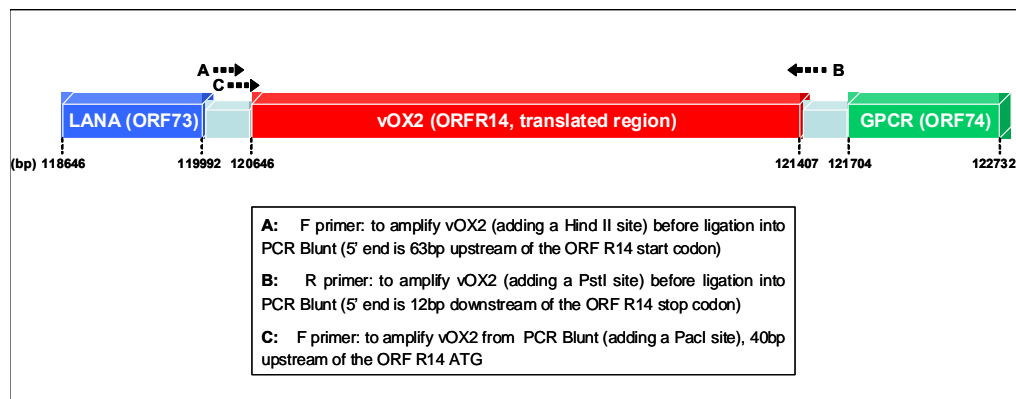 A
C
B
LANA (ORF73)
vOX2 (ORFR14, translated region)
GPCR (ORF74)
(bp) 118646 119992 120646 121407 121704 122732
A: F primer: to amplify vOX2 (adding a Hind II site) before ligation into
PCR Blunt (5' end is 63bp upstream of the ORF R14 start codon)
B: R primer: to amplify vOX2 (adding a PstI site) before ligation into
PCR Blunt (5' end is 12bp downstream of the ORF R14 stop codon)
C: F primer: to amplify vOX2 from PCR Blunt (adding a PacI site), 40bp
upstream of the ORF R14 ATG